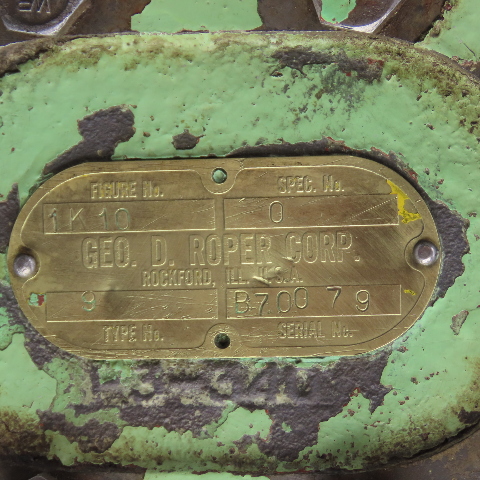 FIGURE No. SPEC. No.
1K10 0
GEO. D. ROPER CORP.
ROCKFORD, ILL. U.S.A.
9 B70079
TYPE No. SERIAL No.